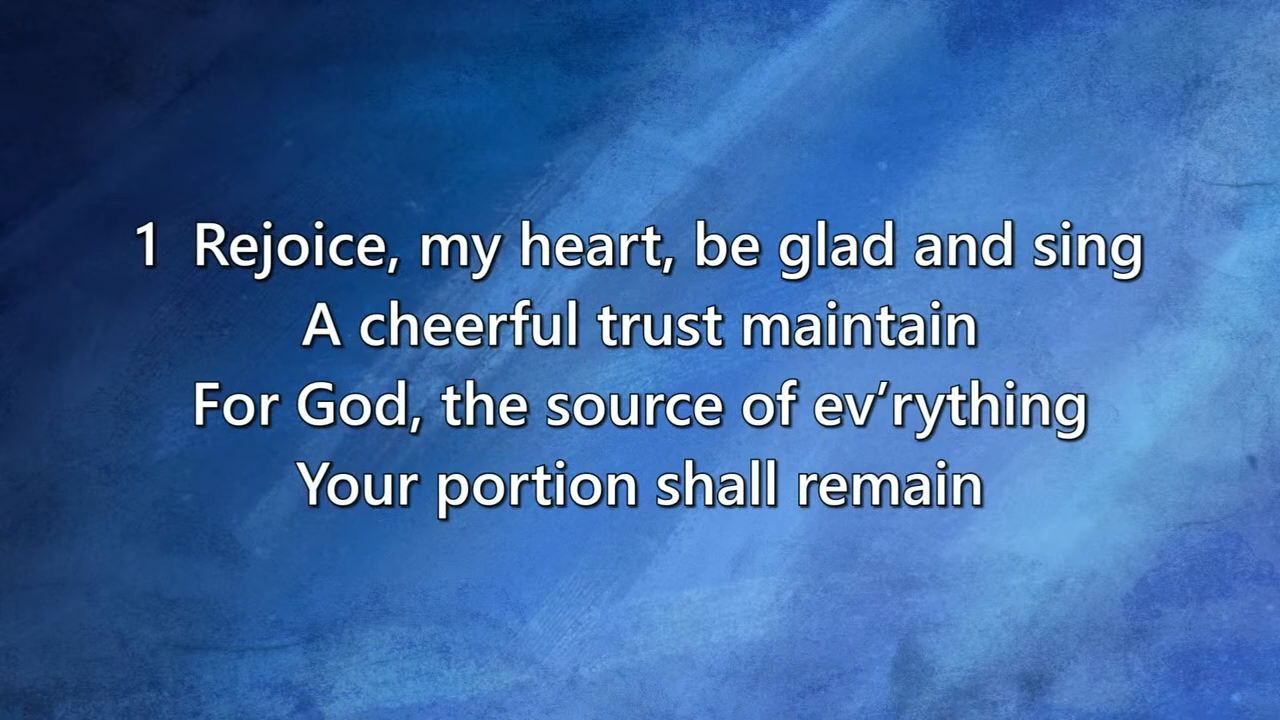 1 Rejoice, my heart, be glad and sing
A cheerful trust maintain
For God, the source of ev’rything
Your portion shall remain